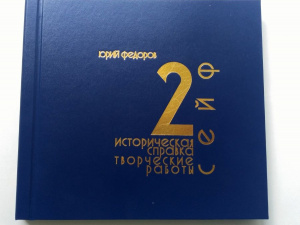 ЮРИЙ ФЕДОРОВ
2
ИСТОРИЧЕСКАЯ
СПРАВКА
ТВОРЧЕСКИЕ
РАБОТЫ
СЕЙФ